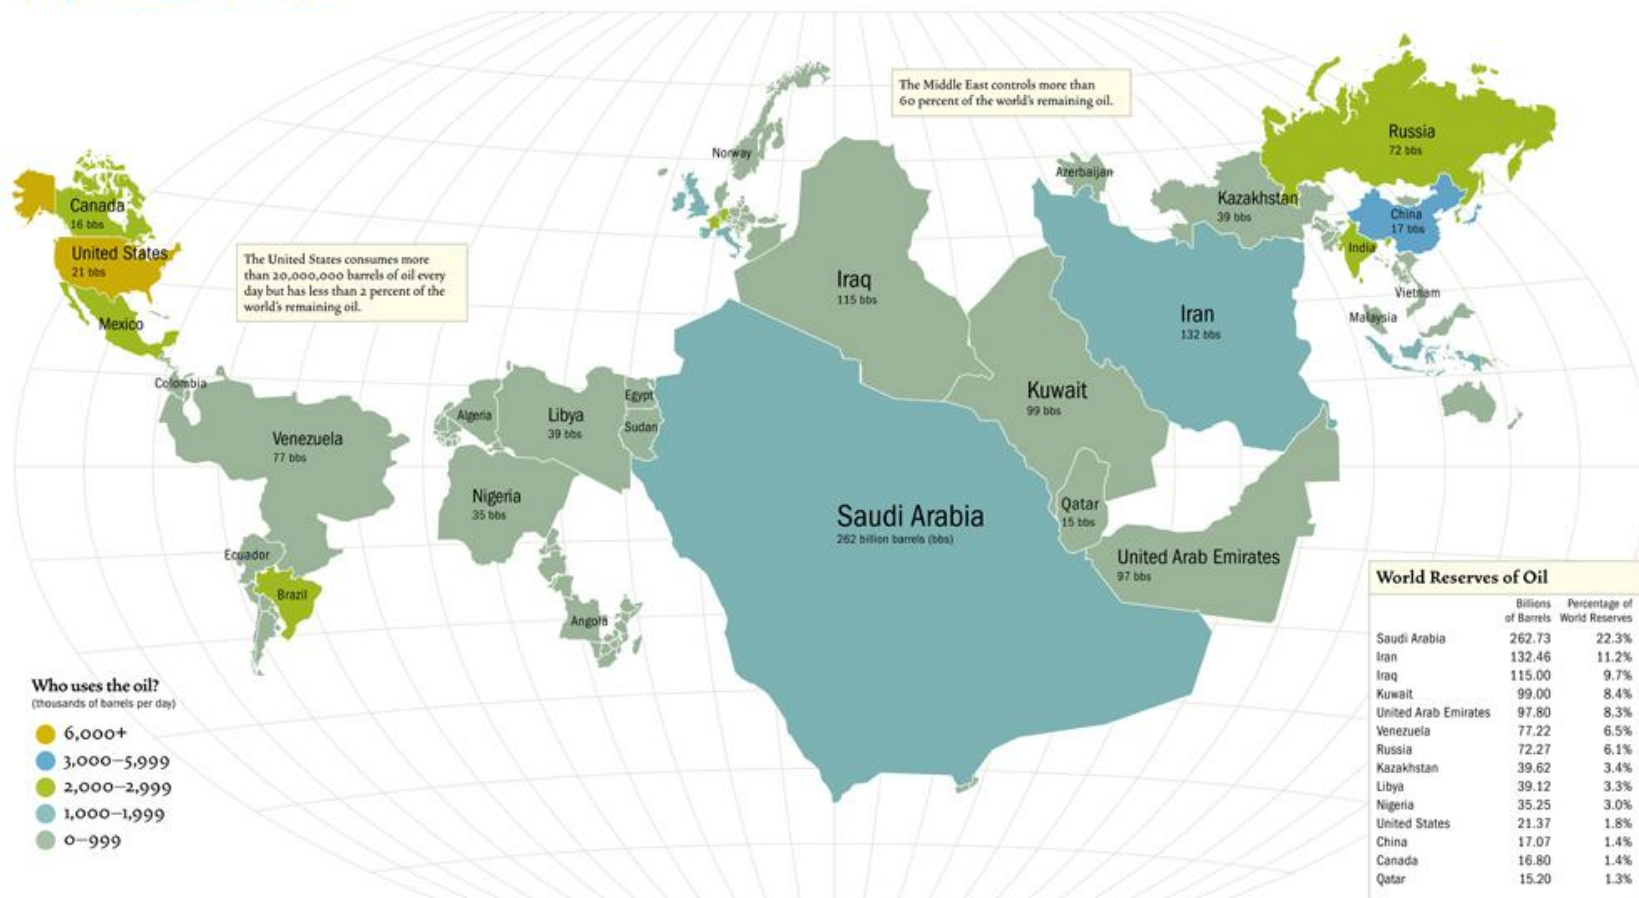 The Middle East controls more than
60 percent of the world's remaining oil.
Russia
72 bbs
Norway
Azerbaijan
Kazakhstan
39 bbs
China
17 bbs
India
Vietnam
Malaysia
Canada
16 bbs
United States
21 bbs
Mexico
The United States consumes more
than 20,000,000 barrels of oil every
day but has less than 2 percent of the
world's remaining oil.
Iraq
115 bbs
Iran
132 bbs
Kuwait
99 bbs
Colombia
Venezuela
77 bbs
Algeria
Libya
39 bbs
Egypt
Sudan
Nigeria
35 bbs
Saudi Arabia
262 billion barrels (bbs)
Qatar
15 bbs
United Arab Emirates
97 bbs
Ecuador
Brazil
Angola
Who uses the oil?
(thousands of barrels per day)
6,000+
3,000–5,999
2,000–2,999
1,000–1,999
0–999
World Reserves of Oil
Billions Percentage of
of Barrels World Reserves
Saudi Arabia 262.73 22.3%
Iran 132.46 11.2%
Iraq 115.00 9.7%
Kuwait 99.00 8.4%
United Arab Emirates 97.80 8.3%
Venezuela 77.22 6.5%
Russia 72.27 6.1%
Kazakhstan 39.62 3.4%
Libya 39.12 3.3%
Nigeria 35.25 3.0%
United States 21.37 1.8%
China 17.07 1.4%
Canada 16.80 1.4%
Qatar 15.20 1.3%